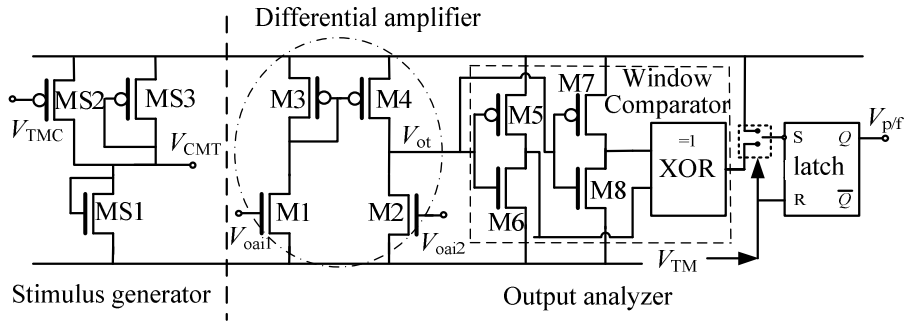 Differential amplifier
MS2
MS3
V_TMC
V_CMT
MS1
M3
M4
V_ot
M1
M2
V_oai1
V_oai2
M5
M6
M7
M8
Window
Comparator
=1
XOR
S Q
latch
R Q̅
V_p/f
V_TM
Stimulus generator
Output analyzer